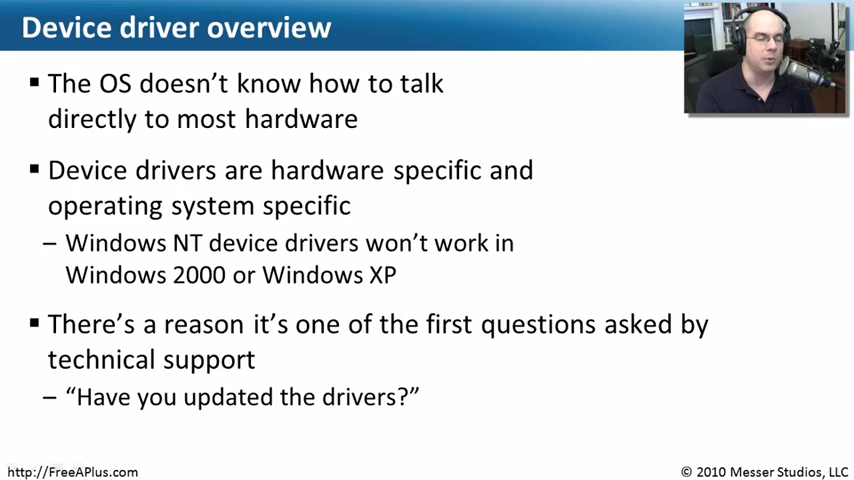 Device driver overview
▪ The OS doesn't know how to talk
directly to most hardware
▪ Device drivers are hardware specific and
operating system specific
– Windows NT device drivers won't work in
Windows 2000 or Windows XP
▪ There's a reason it's one of the first questions asked by
technical support
– “Have you updated the drivers?”
http://FreeAPlus.com
© 2010 Messer Studios, LLC